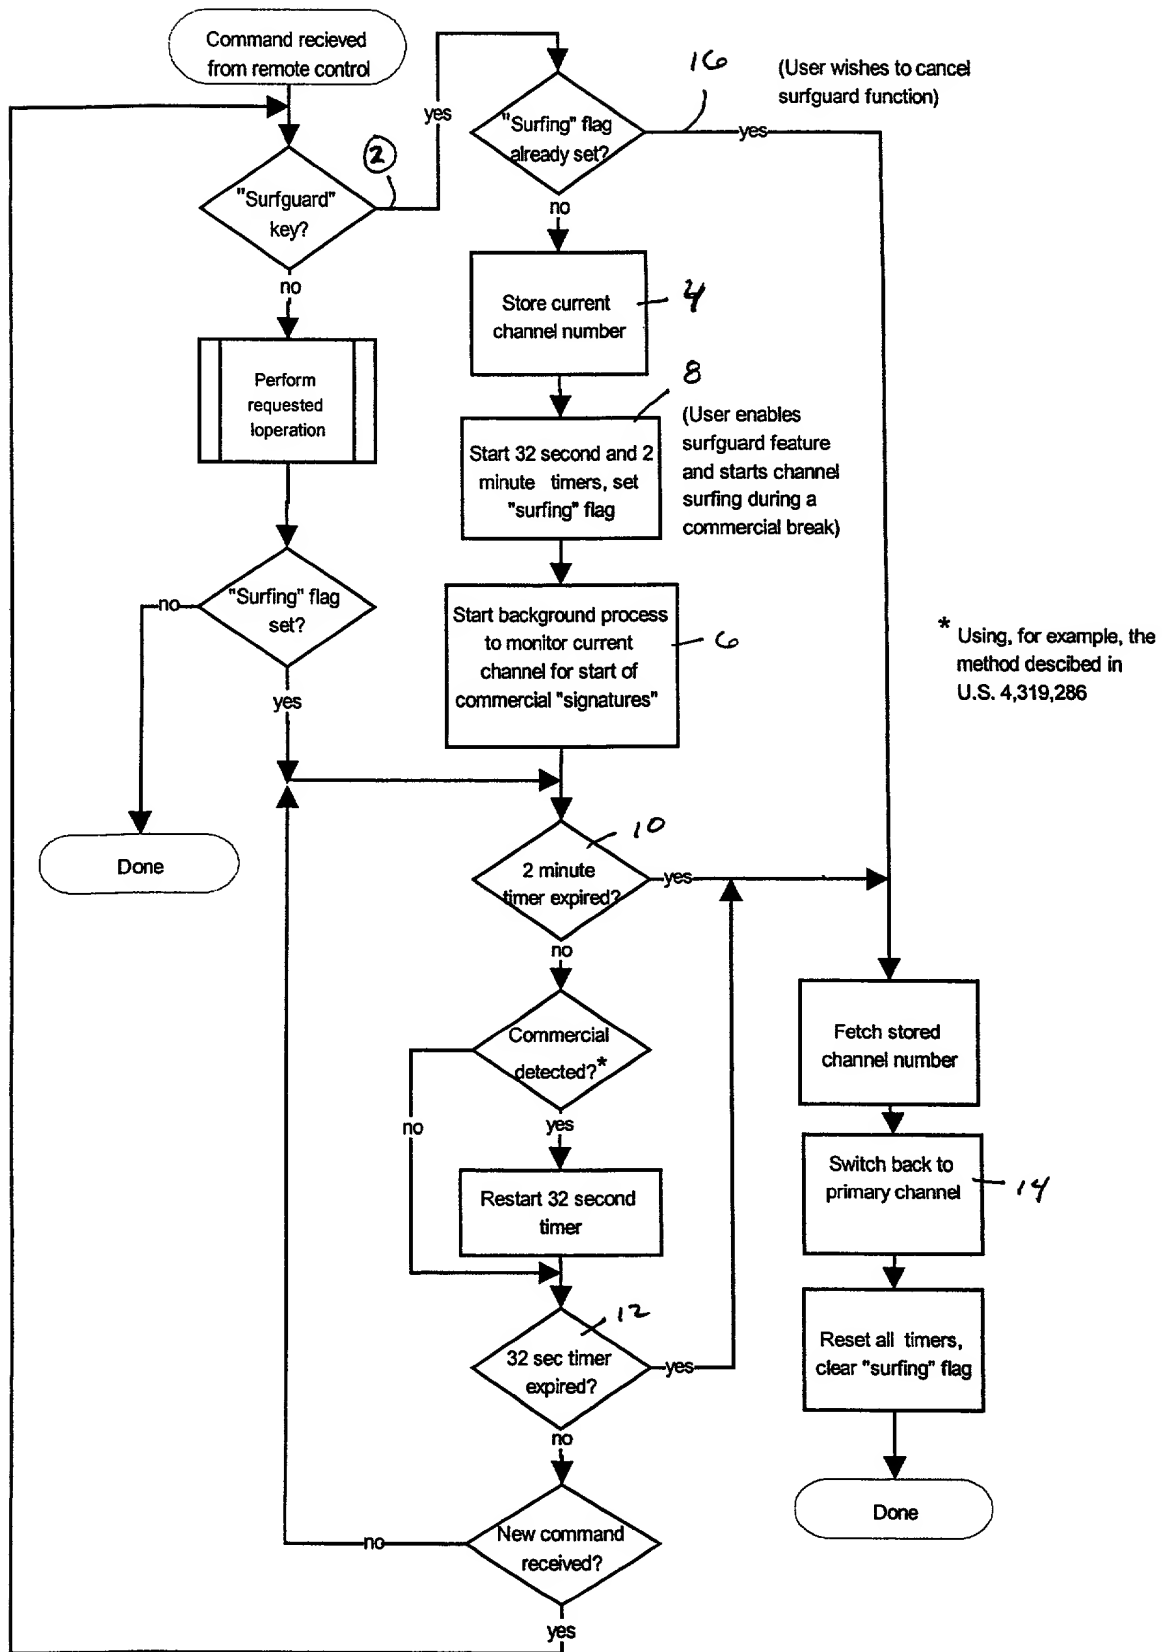 Command recieved
from remote control
yes
"Surfguard"
key?
2
no
Perform
requested
loperation
"Surfing" flag
set?
no
yes
Done
"Surfing" flag
already set?
16
(User wishes to cancel
surfguard function)
yes
no
Store current
channel number
4
8
(User enables
surfguard feature
and starts channel
surfing during a
commercial break)
Start 32 second and 2
minute timers, set
"surfing" flag
Start background process
to monitor current
channel for start of
commercial "signatures"
6
* Using, for example, the
method descibed in
U.S. 4,319,286
10
2 minute
timer expired?
yes
no
Commercial
detected?*
no
yes
Restart 32 second
timer
12
32 sec timer
expired?
yes
no
New command
received?
no
yes
Fetch stored
channel number
Switch back to
primary channel
14
Reset all timers,
clear "surfing" flag
Done